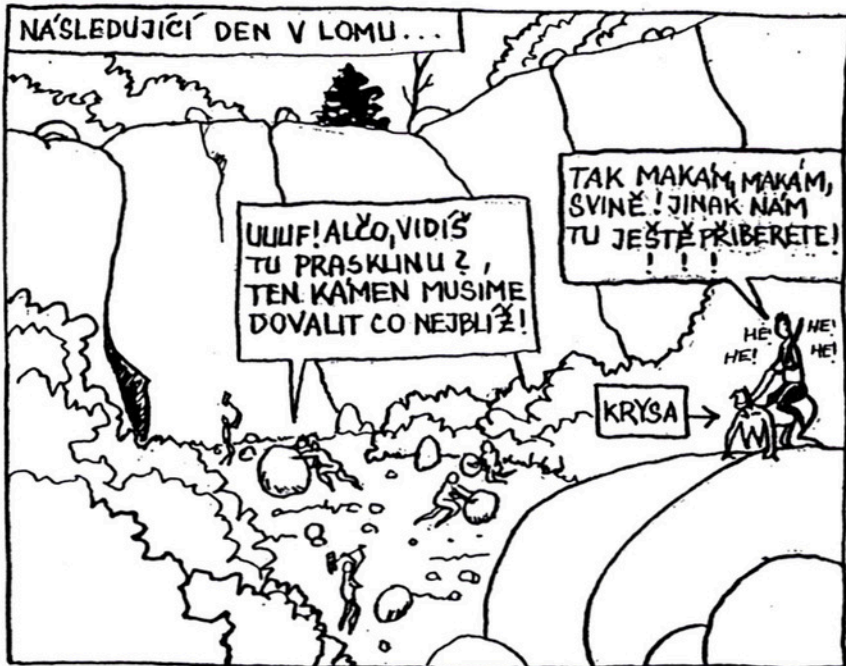 NÁSLEDUJÍCÍ DEN V LOMU...
UUUF! ALČO, VIDÍŠ
TU PRASKLINU?,
TEN KÁMEN MUSIME
DOVALIT CO NEJBLÍŽ!
TAK MAKÁM, MAKÁM,
SVINĚ! JINAK NÁM
TU JEŠTĚ PŘIBERETE!
! ! !
HE! HE!
HE! HE!
KRYSA →